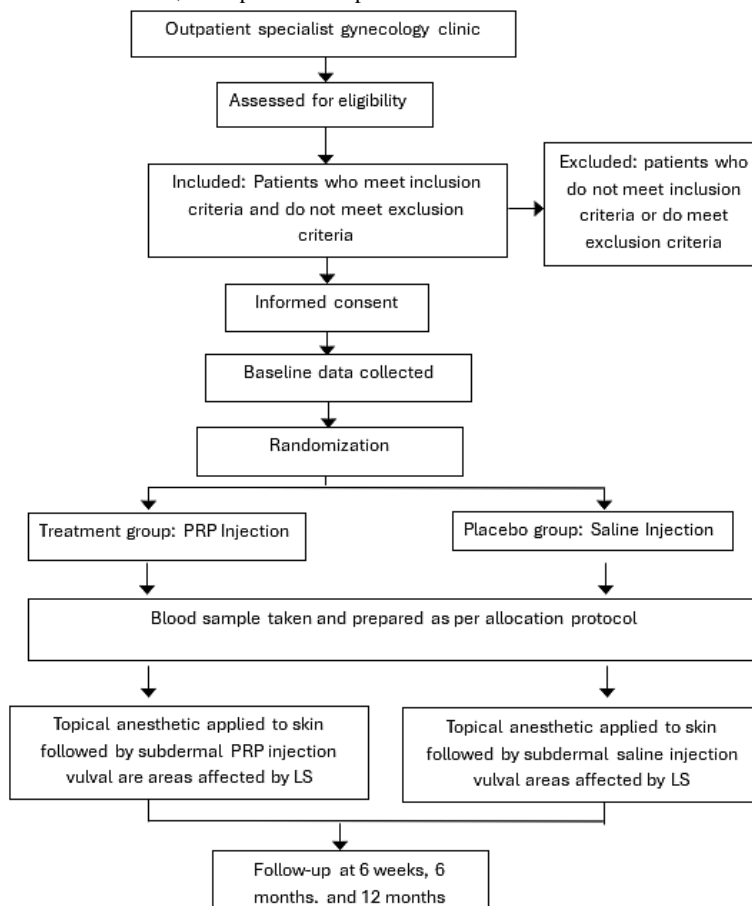 Outpatient specialist gynecology clinic
Assessed for eligibility
Included: Patients who meet inclusion
criteria and do not meet exclusion
criteria
Excluded: patients who
do not meet inclusion
criteria or do meet
exclusion criteria
Informed consent
Baseline data collected
Randomization
Treatment group: PRP Injection
Placebo group: Saline Injection
Blood sample taken and prepared as per allocation protocol
Topical anesthetic applied to skin
followed by subdermal PRP injection
vulval are areas affected by LS
Topical anesthetic applied to skin
followed by subdermal saline injection
vulval areas affected by LS
Follow-up at 6 weeks, 6
months, and 12 months